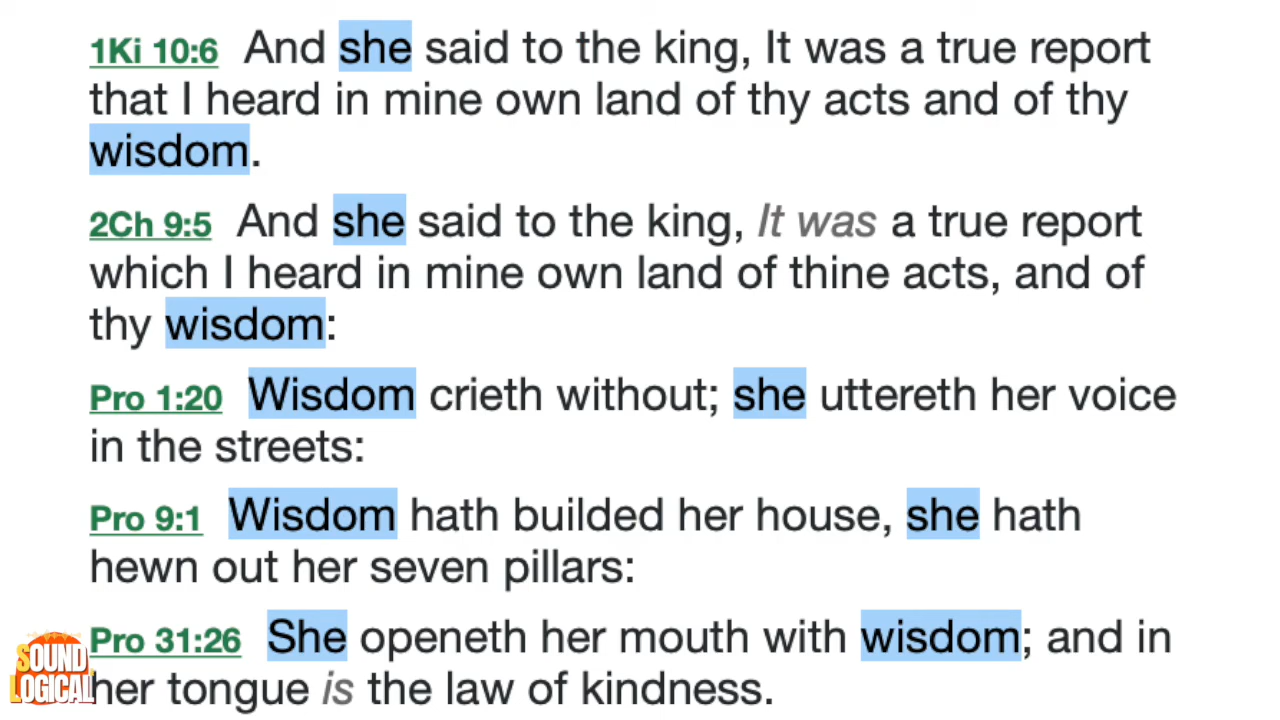 1Ki 10:6 And she said to the king, It was a true report
that I heard in mine own land of thy acts and of thy
wisdom.
2Ch 9:5 And she said to the king, It was a true report
which I heard in mine own land of thine acts, and of
thy wisdom:
Pro 1:20 Wisdom crieth without; she uttereth her voice
in the streets:
Pro 9:1 Wisdom hath builded her house, she hath
hewn out her seven pillars:
Pro 31:26 She openeth her mouth with wisdom; and in
her tongue is the law of kindness.
SOUND
LOGICAL